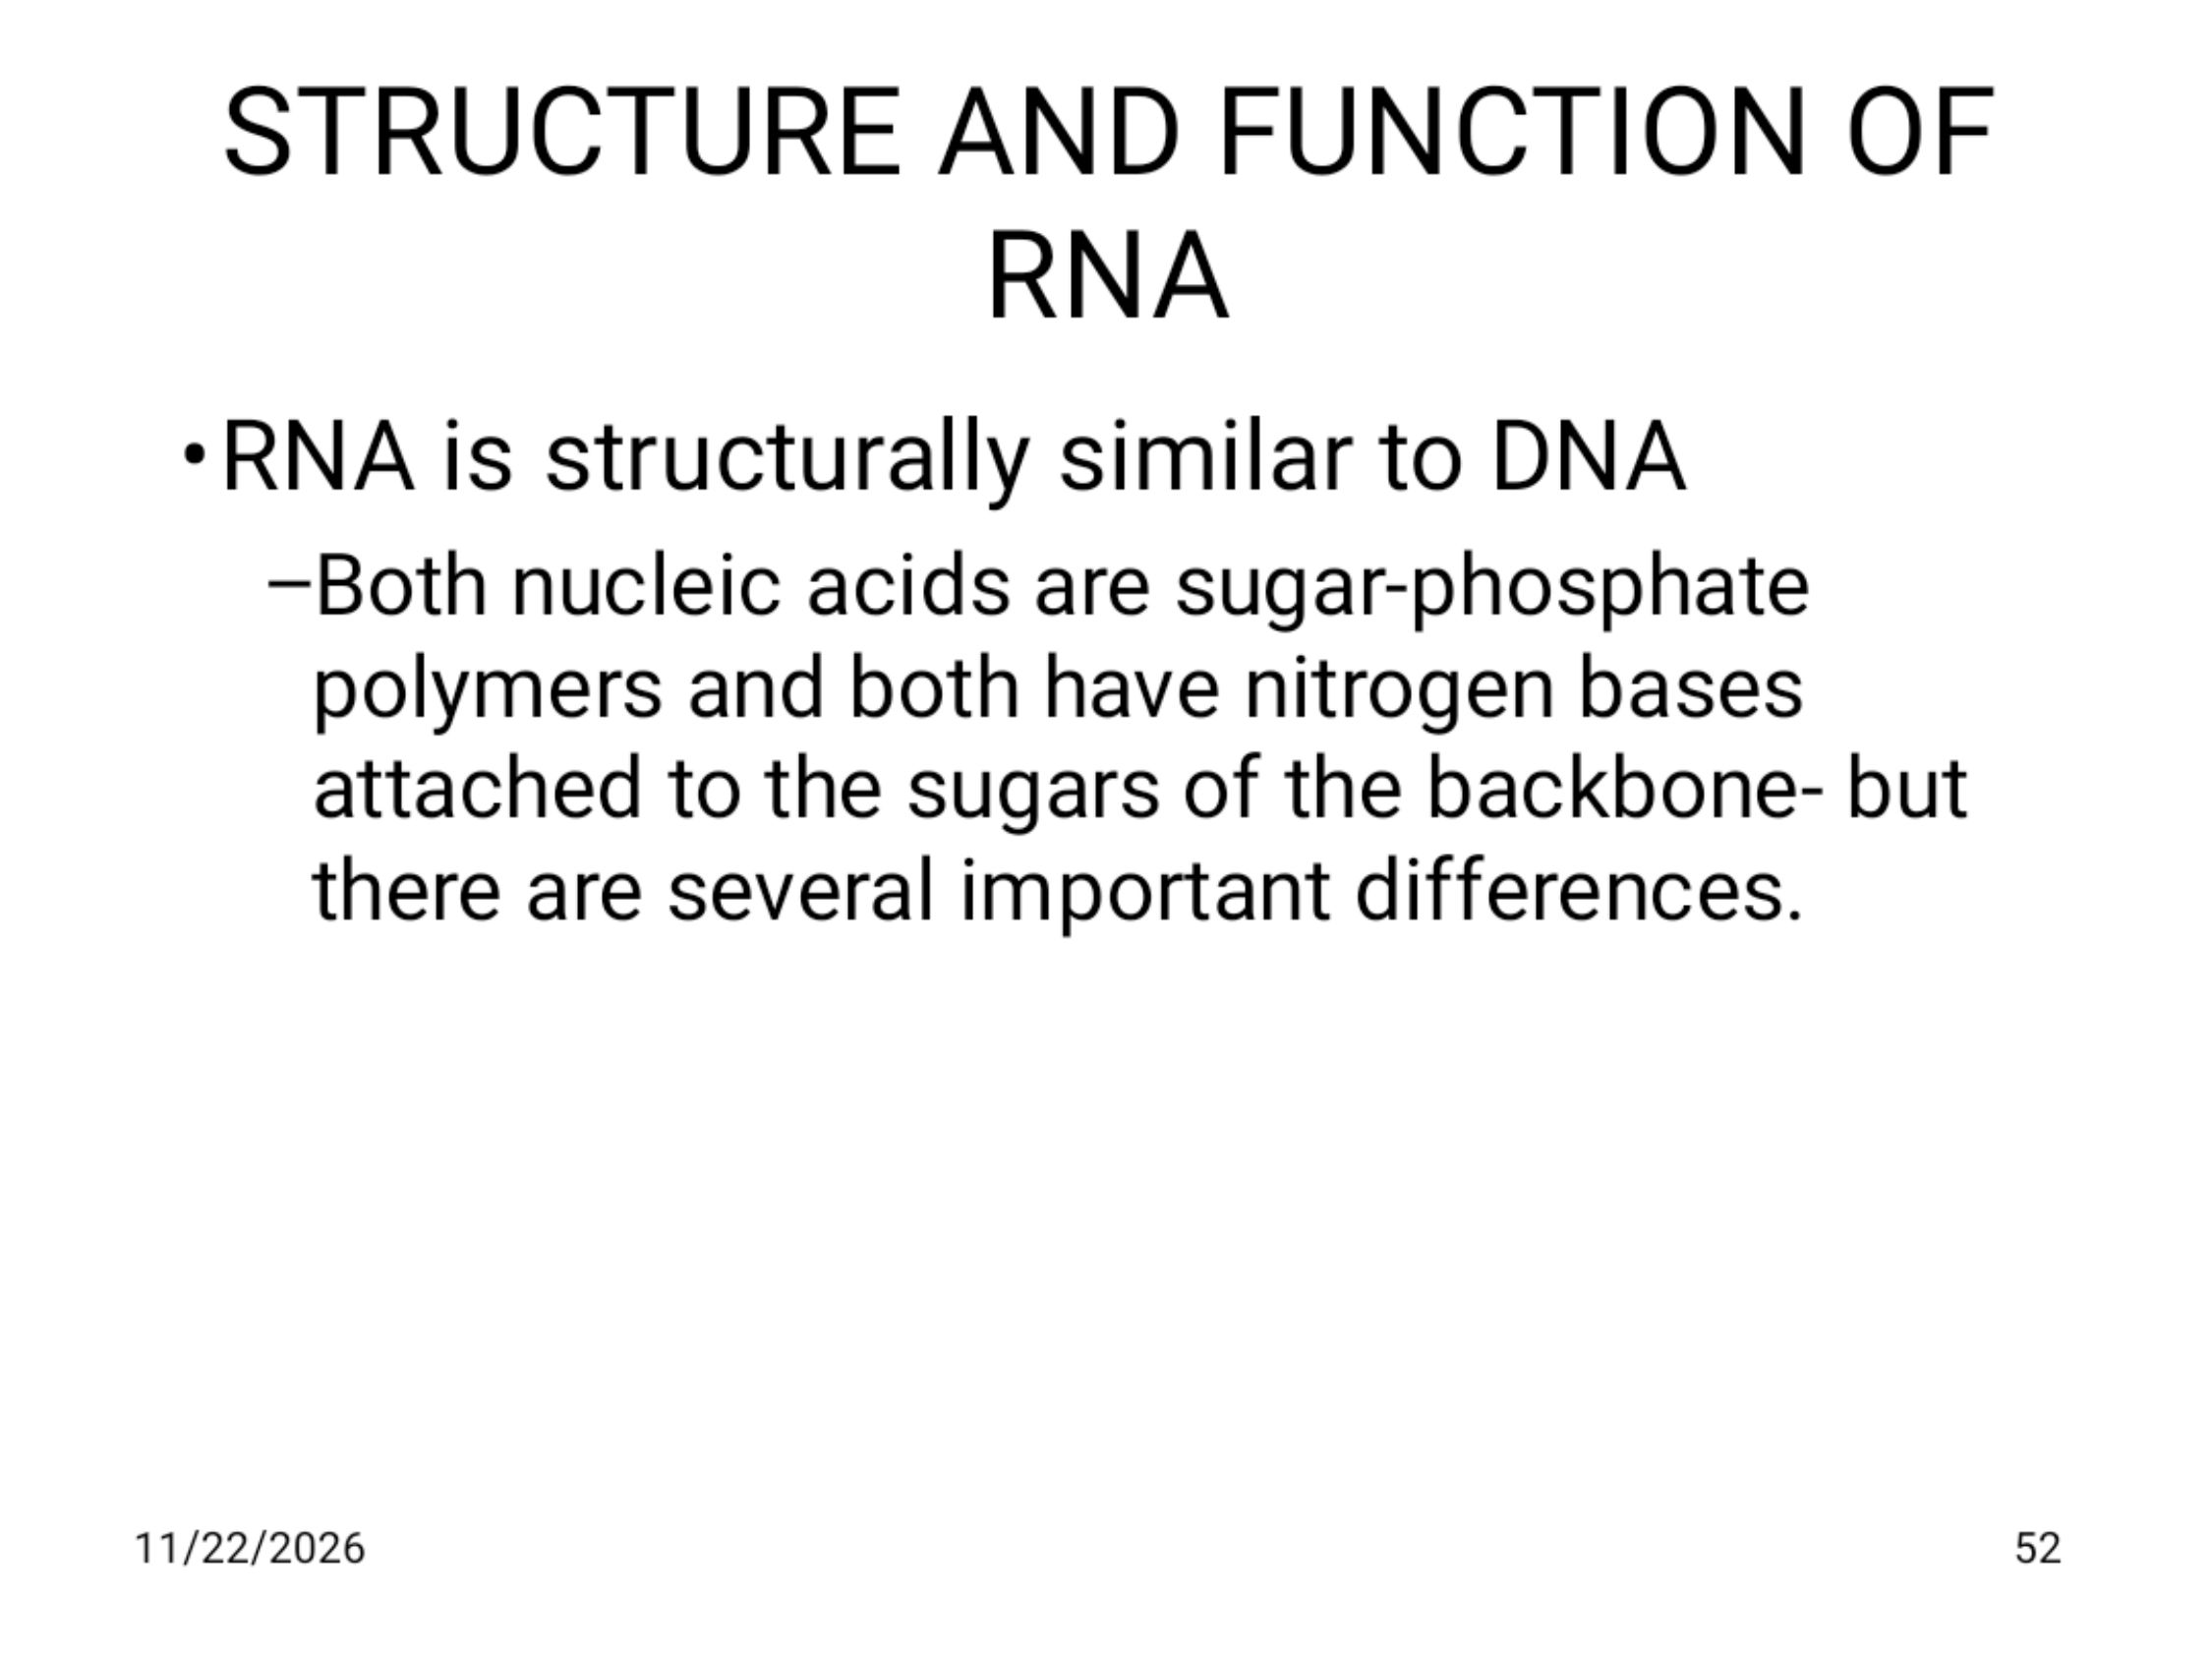 STRUCTURE AND FUNCTION OF
RNA
•RNA is structurally similar to DNA
–Both nucleic acids are sugar-phosphate
polymers and both have nitrogen bases
attached to the sugars of the backbone- but
there are several important differences.
11/22/2026
52